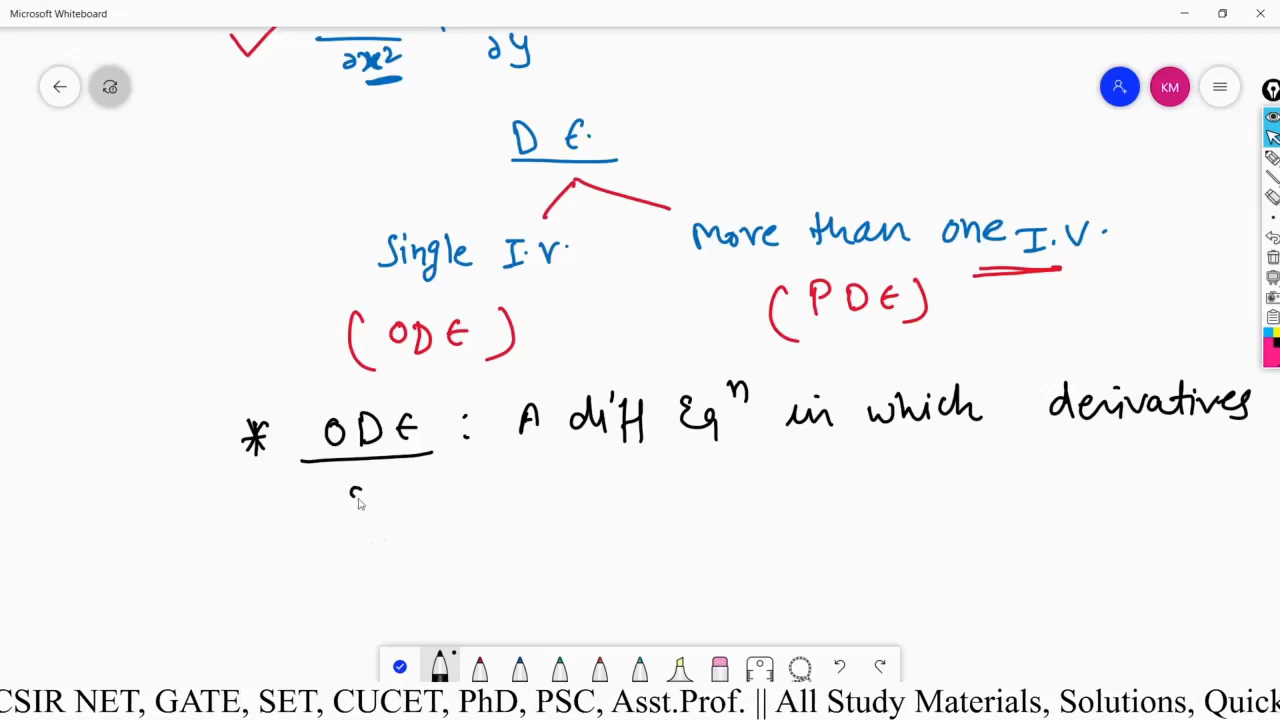 Microsoft Whiteboard
∂x² ∂y
KM
D E.
Single I.V. more than one I.V.
(ODE) (PDE)
* ODE : A diff Eqⁿ in which derivatives
CSIR NET, GATE, SET, CUCET, PhD, PSC, Asst.Prof. || All Study Materials, Solutions, Quick